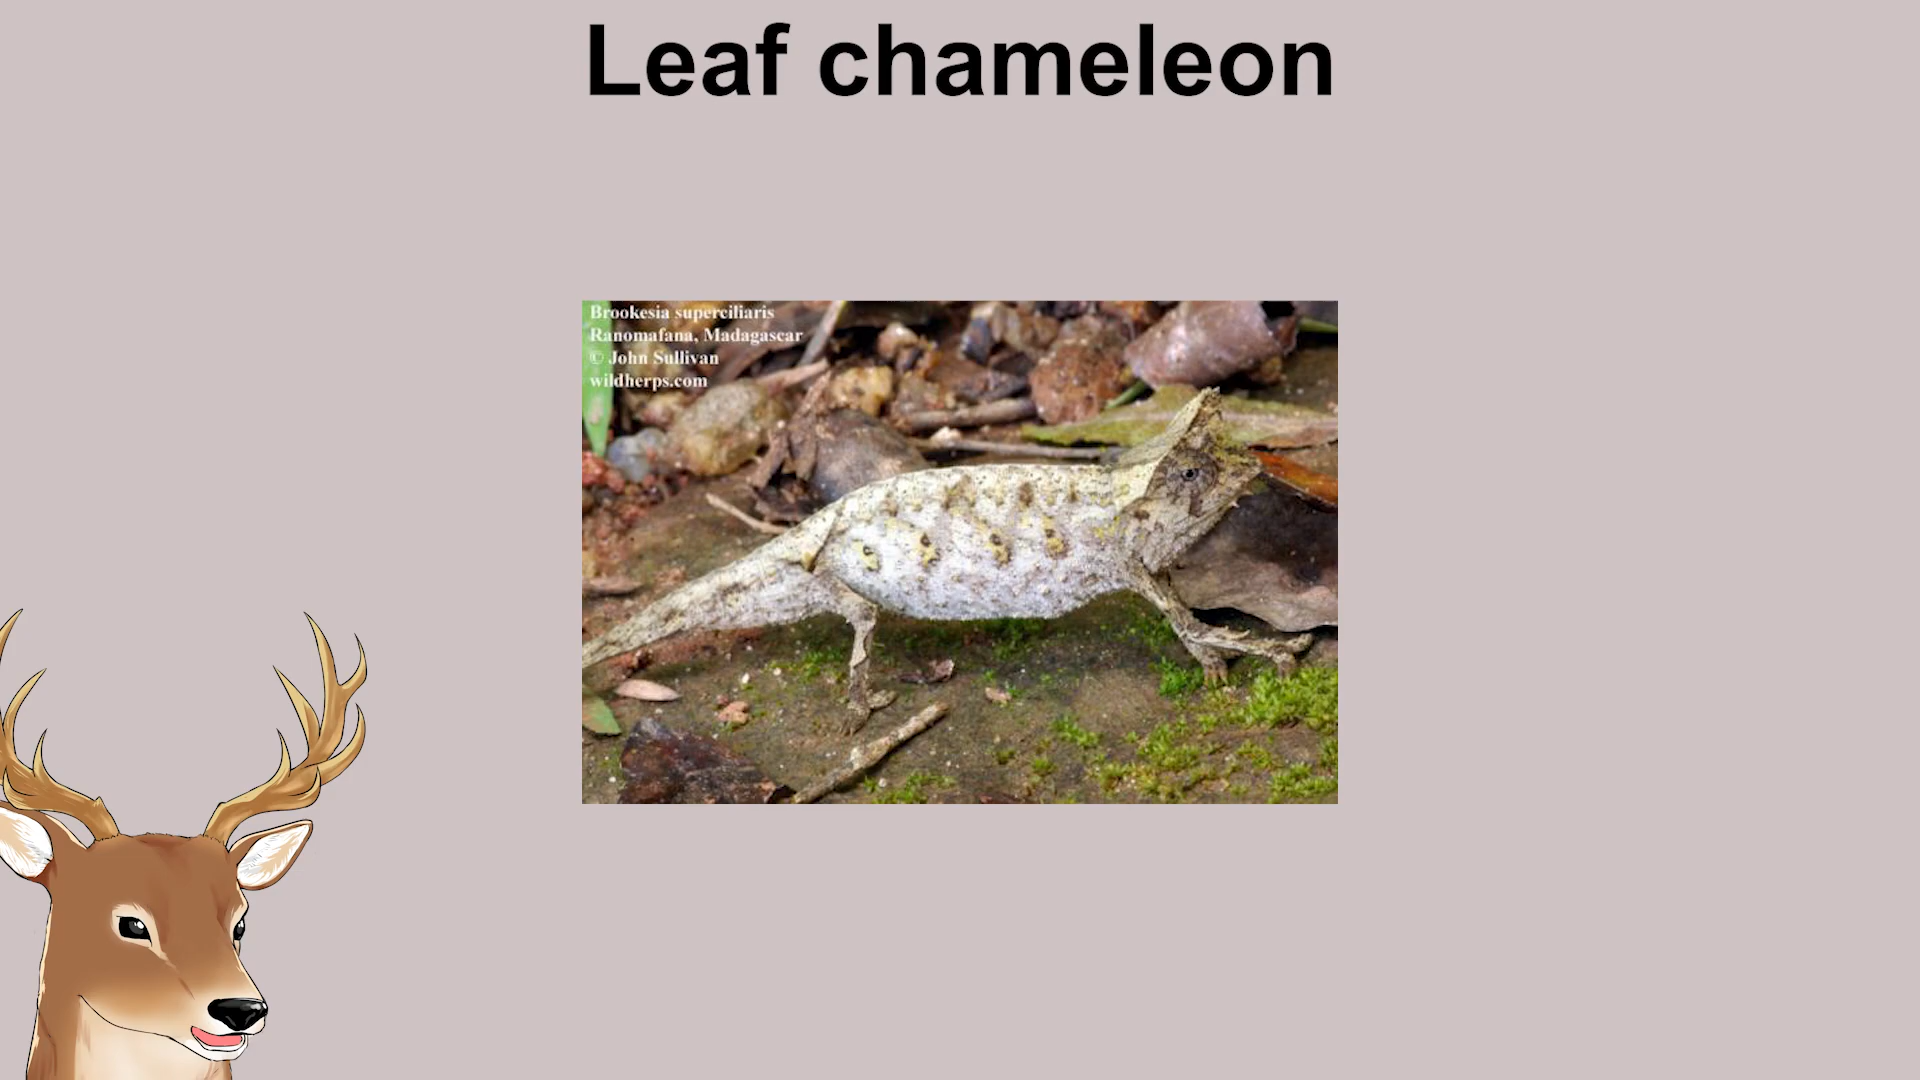 Leaf chameleon
Brookesia superciliaris
Ranomafana, Madagascar
© John Sullivan
wildherps.com